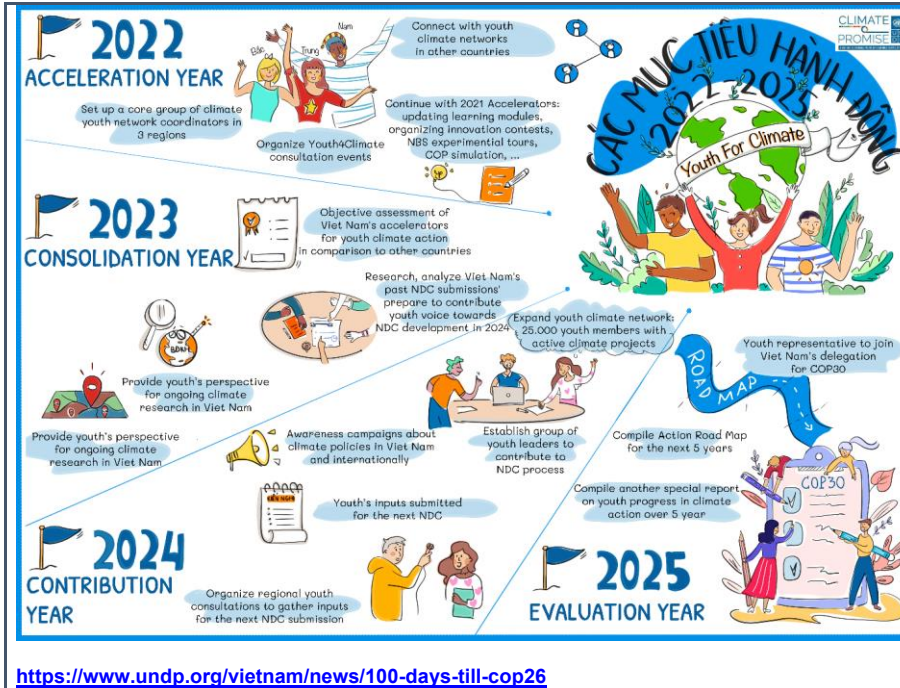 2022
ACCELERATION YEAR
Bắc
Trung
Nam
Connect with youth
climate networks
in other countries
Set up a core group of climate
youth network coordinators in
3 regions
Organize Youth4Climate
consultation events
Continue with 2021 Accelerators:
updating learning modules,
organizing innovation contests,
NBS experimental tours,
COP simulation, ...
CLIMATE
PROMISE
CÁC MỤC TIÊU HÀNH ĐỘNG
2022 2025
Youth For Climate
2023
CONSOLIDATION YEAR
Objective assessment of
Viet Nam's accelerators
for youth climate action
in comparison to other countries
Research, analyze Viet Nam's
past NDC submissions'
prepare to contribute
youth voice towards
NDC development in 2024
BĐKH
Provide youth's perspective
for ongoing climate
research in Viet Nam
Provide youth's perspective
for ongoing climate
research in Viet Nam
Expand youth climate network:
25.000 youth members with
active climate projects
Establish group of
youth leaders to
contribute to
NDC process
Awareness campaigns about
climate policies in Viet Nam
and internationally
KIẾN NGHỊ
Youth's inputs submitted
for the next NDC
2024
CONTRIBUTION
YEAR
Organize regional youth
consultations to gather inputs
for the next NDC submission
ROAD MAP
Youth representative to join
Viet Nam's delegation
for COP30
Compile Action Road Map
for the next 5 years
Compile another special report
on youth progress in climate
action over 5 year
COP30
2025
EVALUATION YEAR
https://www.undp.org/vietnam/news/100-days-till-cop26